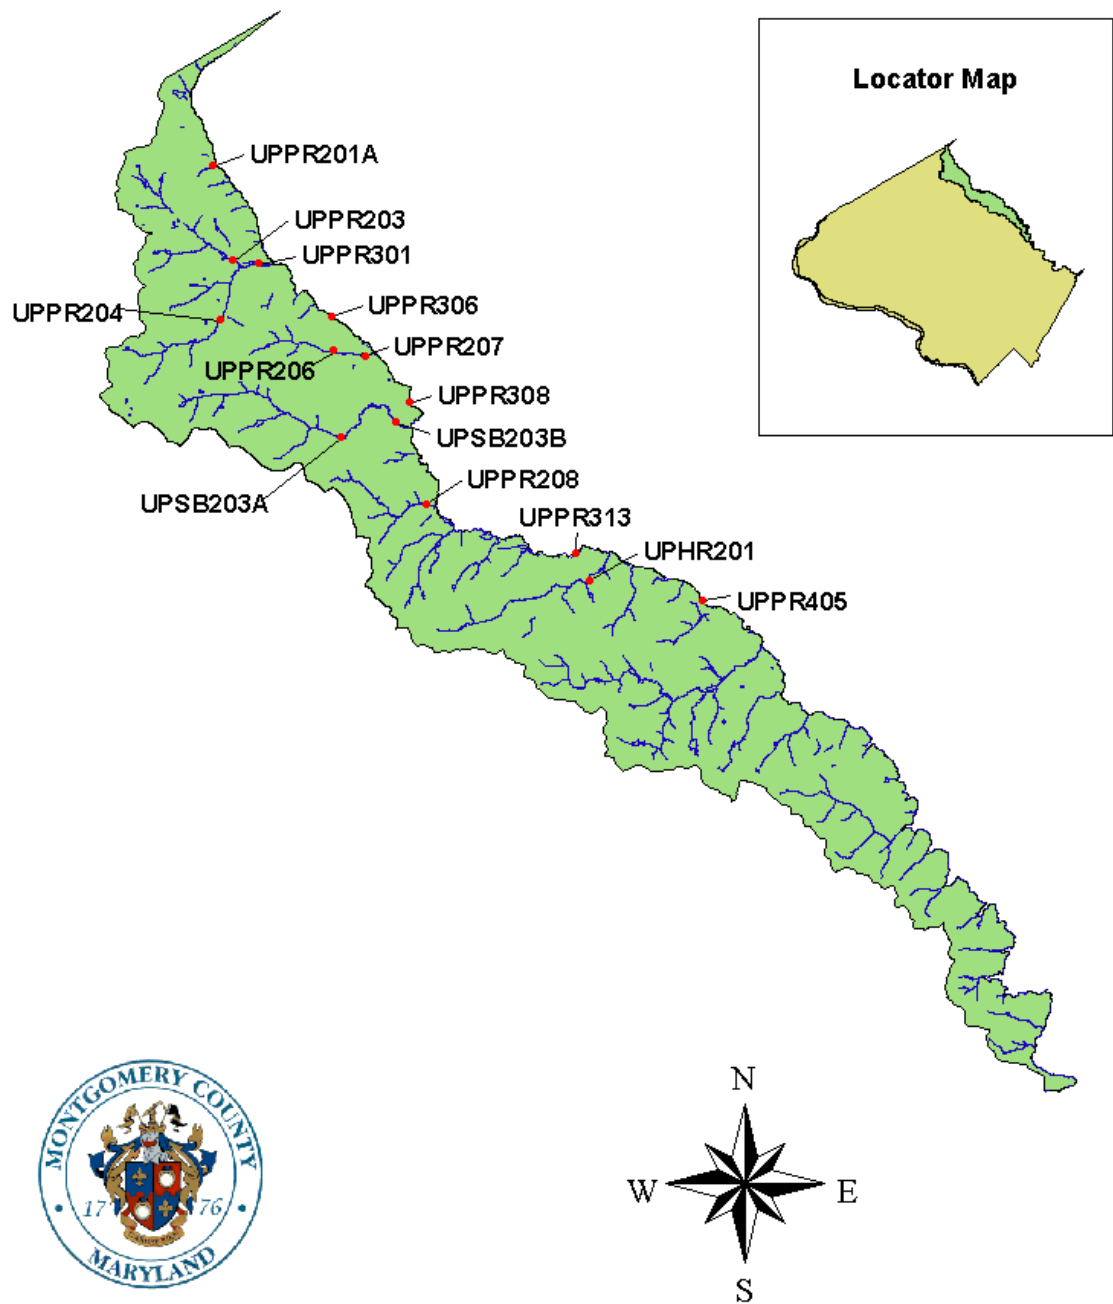 Locator Map
UPPR201A
UPPR203
UPPR301
UPPR204
UPPR306
UPPR207
UPPR206
UPPR308
UPSB203B
UPSB203A
UPPR208
UPPR313
UPHR201
UPPR405
MONTGOMERY COUNTY
17 76
MARYLAND
N
W E
S